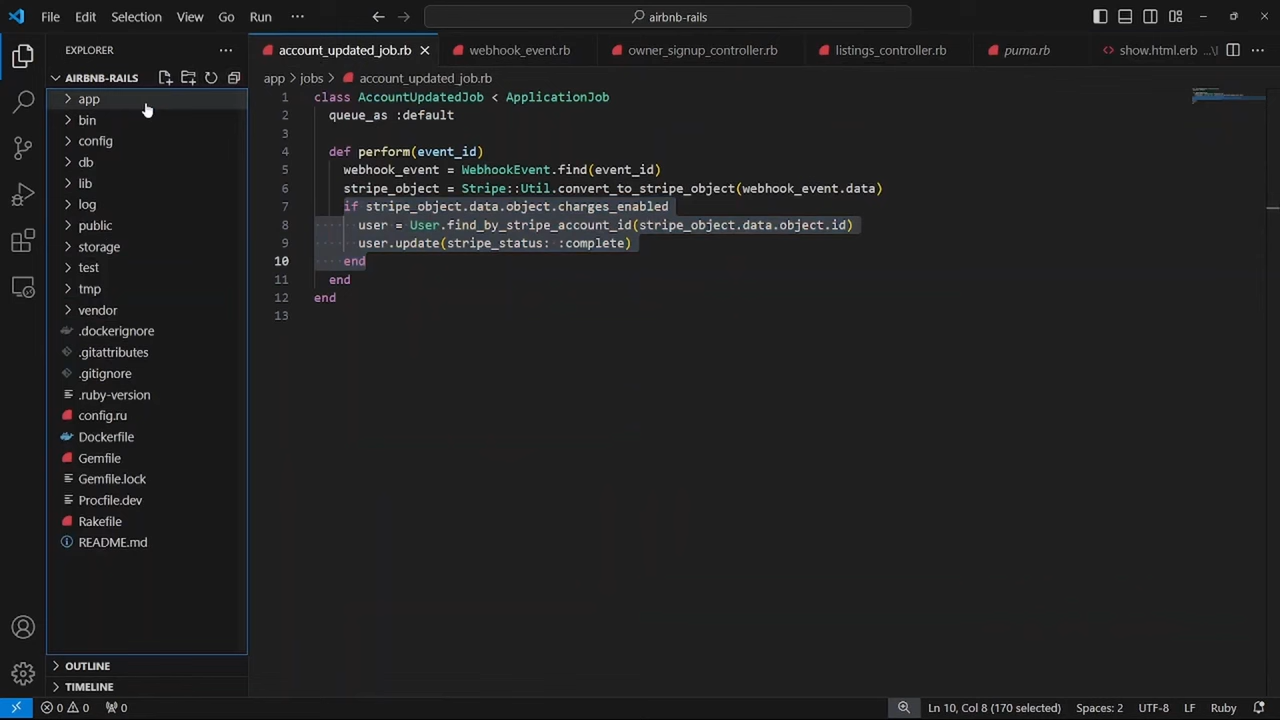 File Edit Selection View Go Run ··· airbnb-rails
EXPLORER ···
account_updated_job.rb webhook_event.rb owner_signup_controller.rb listings_controller.rb puma.rb show.html.erb ...\l ···
AIRBNB-RAILS
app > jobs > account_updated_job.rb
app
bin
config
db
lib
log
public
storage
test
tmp
vendor
.dockerignore
.gitattributes
.gitignore
.ruby-version
config.ru
Dockerfile
Gemfile
Gemfile.lock
Procfile.dev
Rakefile
README.md
OUTLINE
TIMELINE
1 class AccountUpdatedJob < ApplicationJob
2 queue_as :default
3
4 def perform(event_id)
5 webhook_event = WebhookEvent.find(event_id)
6 stripe_object = Stripe::Util.convert_to_stripe_object(webhook_event.data)
7 if stripe_object.data.object.charges_enabled
8 user = User.find_by_stripe_account_id(stripe_object.data.object.id)
9 user.update(stripe_status: :complete)
10 end
11 end
12 end
13
0 0 0 Ln 10, Col 8 (170 selected) Spaces: 2 UTF-8 LF Ruby